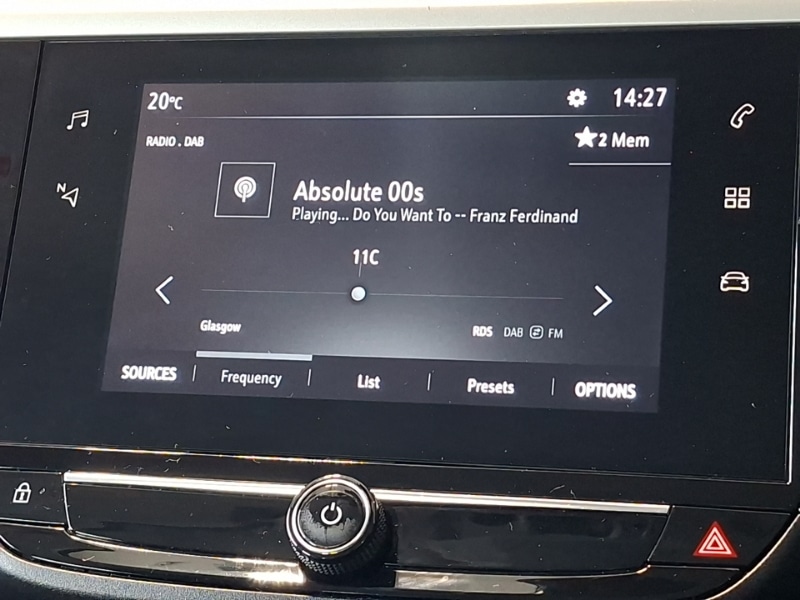 20°C 14:27
RADIO . DAB ★2 Mem
Absolute 00s
Playing... Do You Want To -- Franz Ferdinand
11C
Glasgow RDS DAB FM
SOURCES Frequency List Presets OPTIONS
N